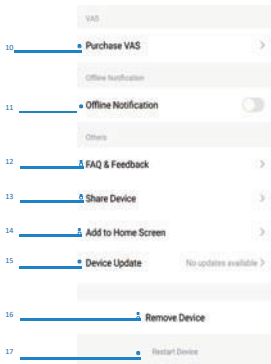 VAS
10 Purchase VAS >
Offline Notification
11 Offline Notification
Others
12 FAQ & Feedback >
13 Share Device >
14 Add to Home Screen >
15 Device Update No updates available >
16 Remove Device
17 Restart Device